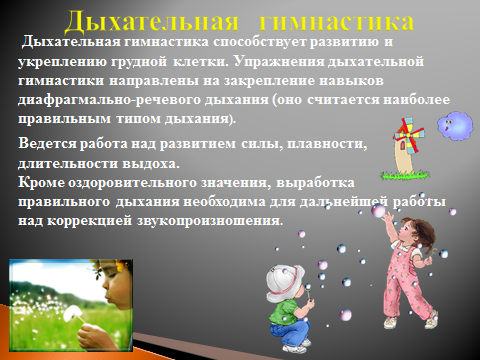 Дыхательная гимнастика
Дыхательная гимнастика способствует развитию и
укреплению грудной клетки. Упражнения дыхательной
гимнастики направлены на закрепление навыков
диафрагмально-речевого дыхания (оно считается наиболее
правильным типом дыхания).
Ведется работа над развитием силы, плавности,
длительности выдоха.
Кроме оздоровительного значения, выработка
правильного дыхания необходима для дальнейшей работы
над коррекцией звукопроизношения.